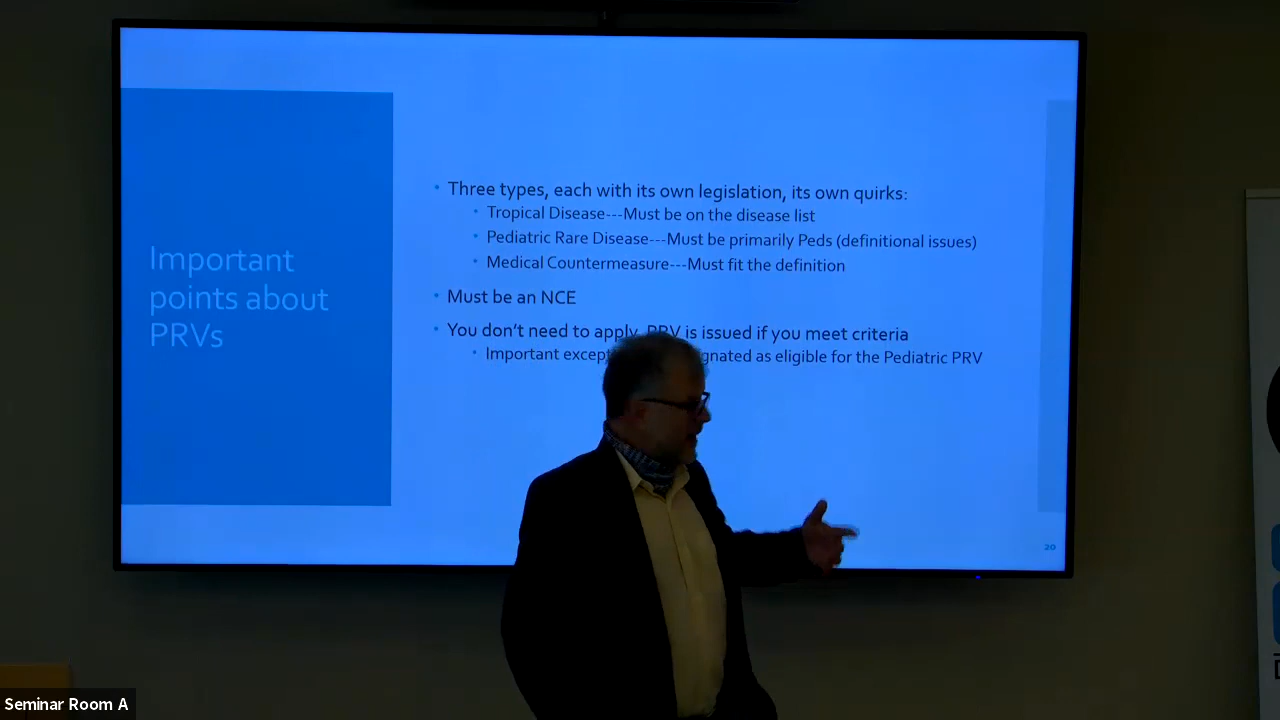 Important
points about
PRVs
Three types, each with its own legislation, its own quirks:
Tropical Disease---Must be on the disease list
Pediatric Rare Disease---Must be primarily Peds (definitional issues)
Medical Countermeasure---Must fit the definition
Must be an NCE
You don't need to apply, PRV is issued if you meet criteria
Important as eligible for the Pediatric PRV
20
Seminar Room A